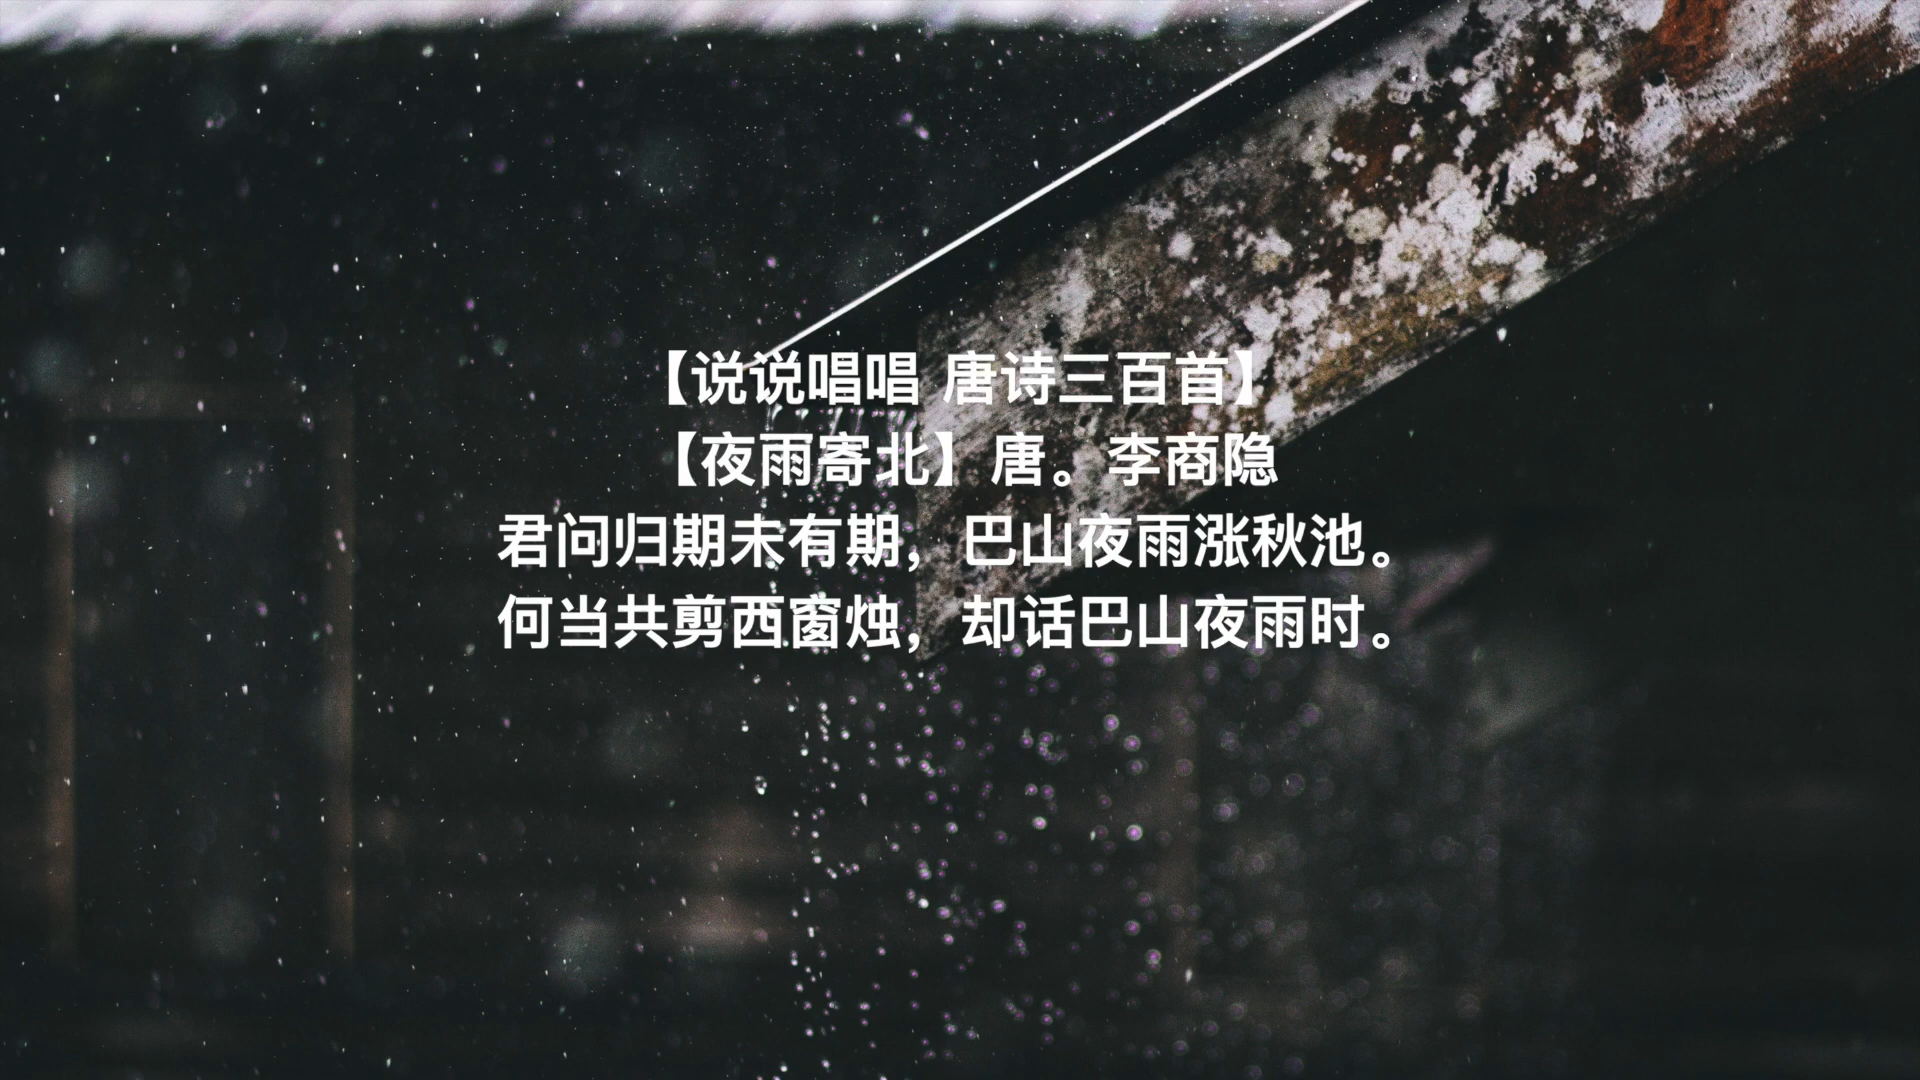 【说说唱唱 唐诗三百首】
【夜雨寄北】唐。李商隐
君问归期未有期，巴山夜雨涨秋池。
何当共剪西窗烛，却话巴山夜雨时。